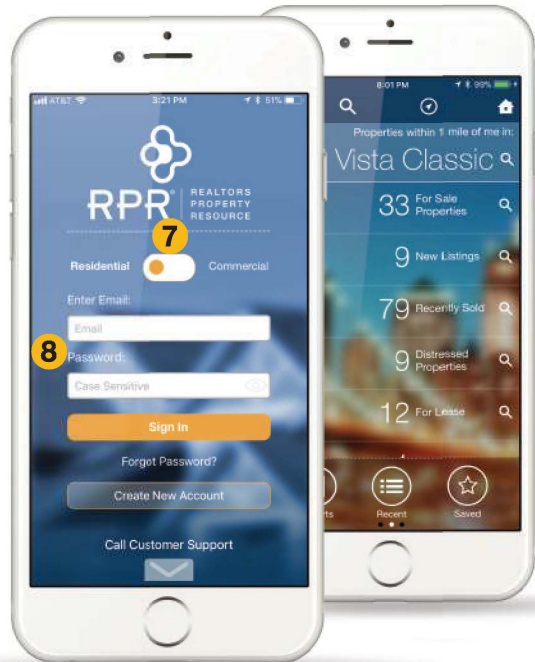 AT&T 3:21 PM 51%
RPR® REALTORS
PROPERTY
RESOURCE
7
Residential Commercial
Enter Email:
Email
8
Password:
Case Sensitive
Sign In
Forgot Password?
Create New Account
Call Customer Support
8:01 PM 99%
Properties within 1 mile of me in:
Vista Classic
33 For Sale
Properties
9 New Listings
79 Recently Sold
9 Distressed
Properties
12 For Lease
Recent
Saved